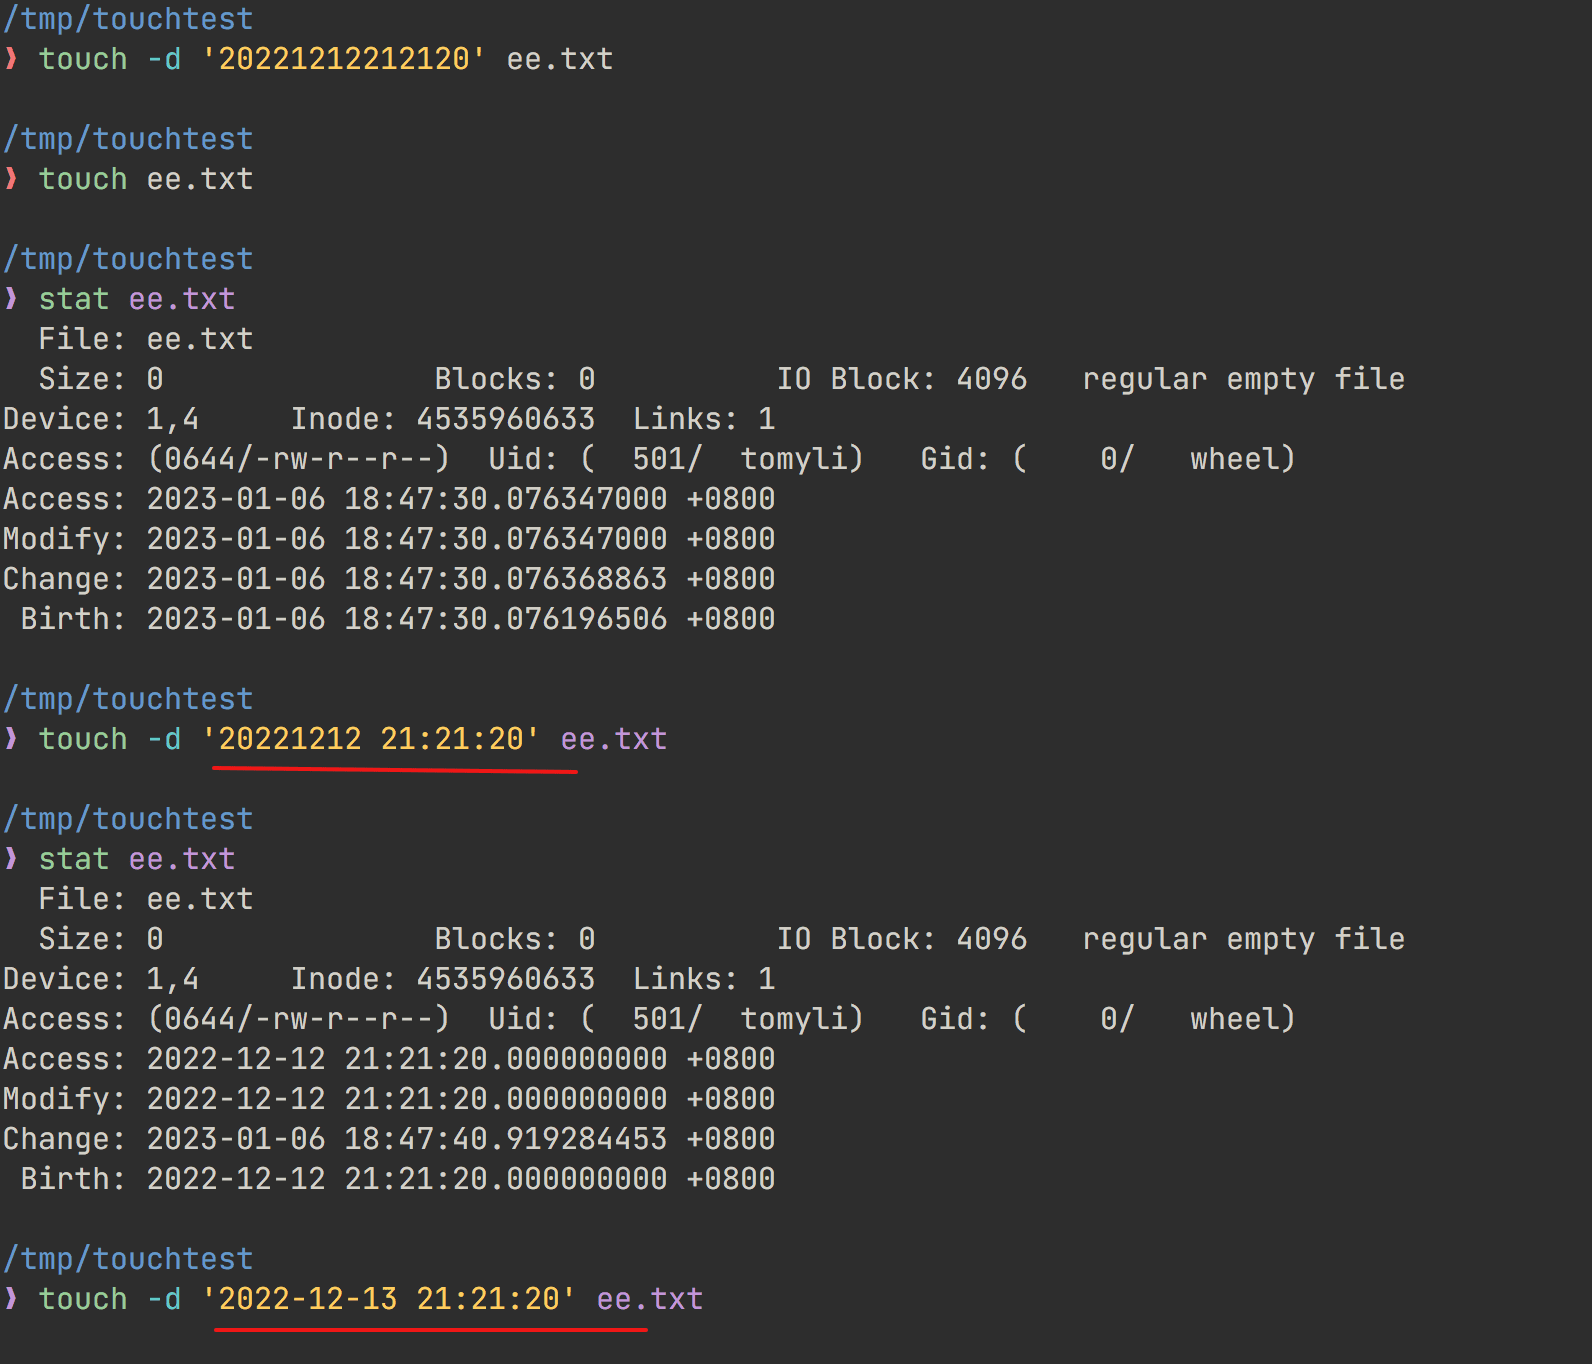 /tmp/touchtest
❱ touch -d '20221212212120' ee.txt
/tmp/touchtest
❱ touch ee.txt
/tmp/touchtest
❱ stat ee.txt
  File: ee.txt
  Size: 0               Blocks: 0          IO Block: 4096   regular empty file
Device: 1,4     Inode: 4535960633  Links: 1
Access: (0644/-rw-r--r--)  Uid: (  501/  tomyli)   Gid: (    0/   wheel)
Access: 2023-01-06 18:47:30.076347000 +0800
Modify: 2023-01-06 18:47:30.076347000 +0800
Change: 2023-01-06 18:47:30.076368863 +0800
 Birth: 2023-01-06 18:47:30.076196506 +0800
/tmp/touchtest
❱ touch -d '20221212 21:21:20' ee.txt
/tmp/touchtest
❱ stat ee.txt
  File: ee.txt
  Size: 0               Blocks: 0          IO Block: 4096   regular empty file
Device: 1,4     Inode: 4535960633  Links: 1
Access: (0644/-rw-r--r--)  Uid: (  501/  tomyli)   Gid: (    0/   wheel)
Access: 2022-12-12 21:21:20.000000000 +0800
Modify: 2022-12-12 21:21:20.000000000 +0800
Change: 2023-01-06 18:47:40.919284453 +0800
 Birth: 2022-12-12 21:21:20.000000000 +0800
/tmp/touchtest
❱ touch -d '2022-12-13 21:21:20' ee.txt